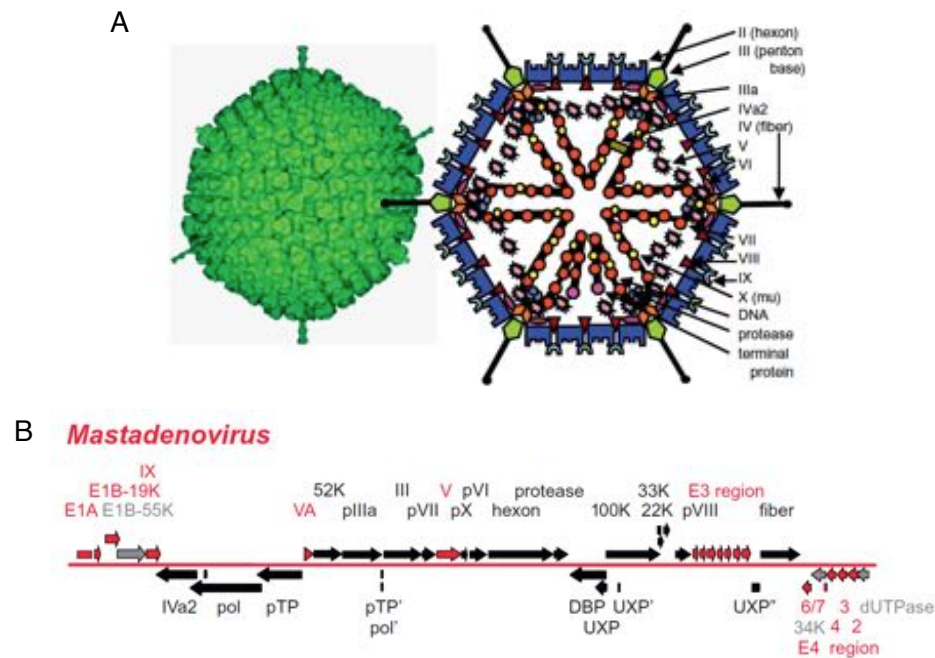 A
II (hexon)
III (penton
base)
IIIa
IVa2
IV (fiber)
V
VI
VII
VIII
IX
X (mu)
DNA
protease
terminal
protein
B Mastadenovirus
IX
E1B-19K
E1A E1B-55K
52K III V pVI protease 33K E3 region
VA pIIIa pVII pX hexon 100K 22K pVIII fiber
IVa2 pol pTP pTP' DBP UXP' UXP" 6/7 3 dUTPase
pol' UXP 34K 4 2
E4 region